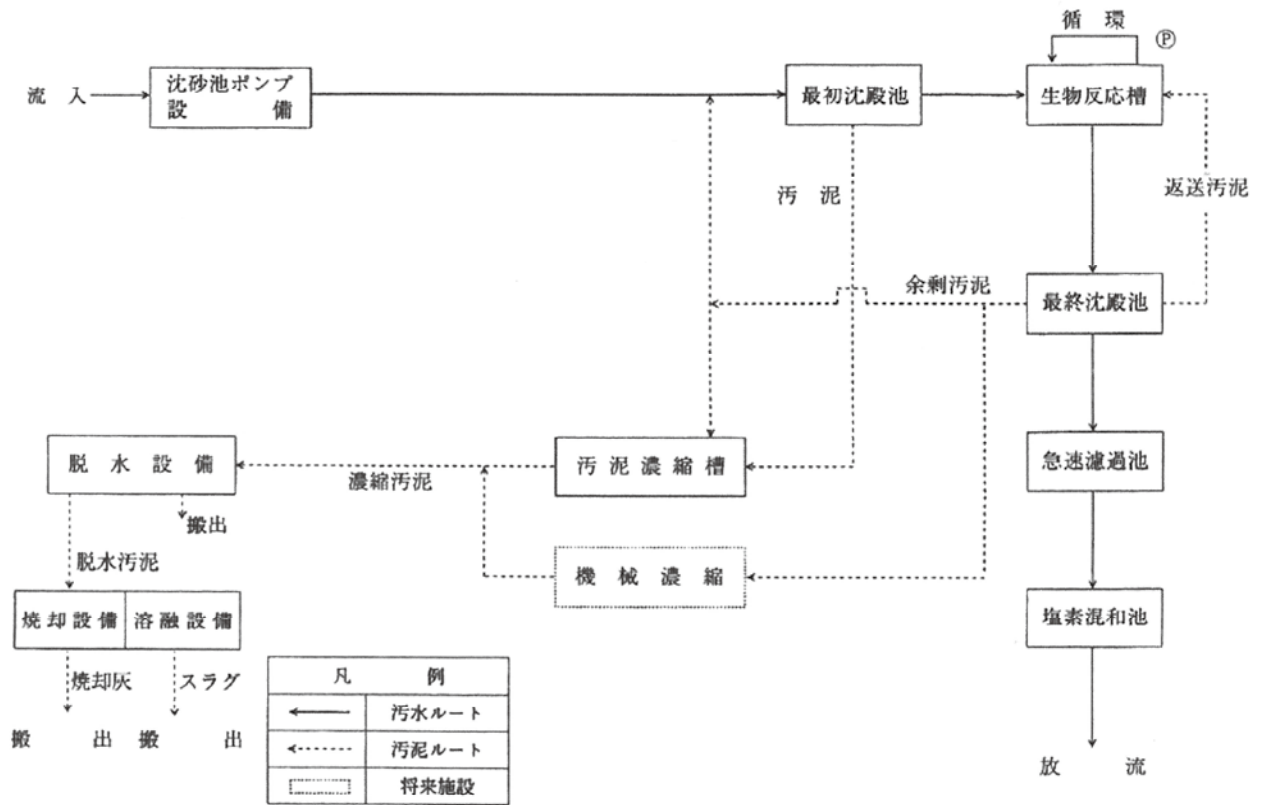 循環
Ⓟ
流入
沈砂池ポンプ
設備
最初沈殿池
生物反応槽
汚泥
返送汚泥
余剰汚泥
最終沈殿池
脱水設備
濃縮汚泥
汚泥濃縮槽
急速濾過池
搬出
脱水汚泥
機械濃縮
焼却設備
溶融設備
塩素混和池
焼却灰
スラグ
搬出
搬出
凡例
汚水ルート
汚泥ルート
将来施設
放流